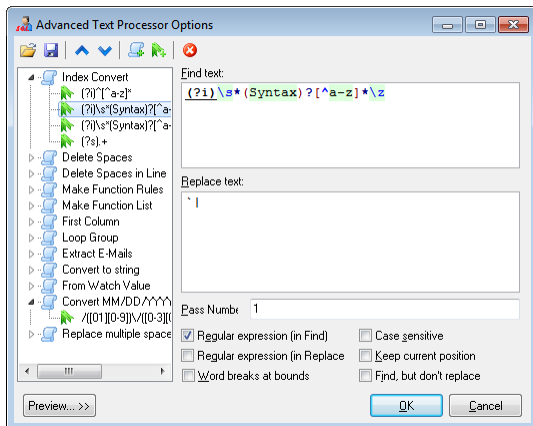 Advanced Text Processor Options
Index Convert
(?i)^[^a-z]*
(?i)\s*(Syntax)?[^a-
(?i)\s*(Syntax)?[^a-
(?s).+
Delete Spaces
Delete Spaces in Line
Make Function Rules
Make Function List
First Column
Loop Group
Extract E-Mails
Convert to string
From Watch Value
Convert MM/DD/YYYY
/([01][0-9])\/([0-3][0
Replace multiple space
Find text:
(?i)\s*(Syntax)?[^a-z]*\z
Replace text:
`|
Pass Numbe
1
Regular expression (in Find)
Case sensitive
Regular expression (in Replace
Keep current position
Word breaks at bounds
Find, but don't replace
Preview... >>
OK
Cancel